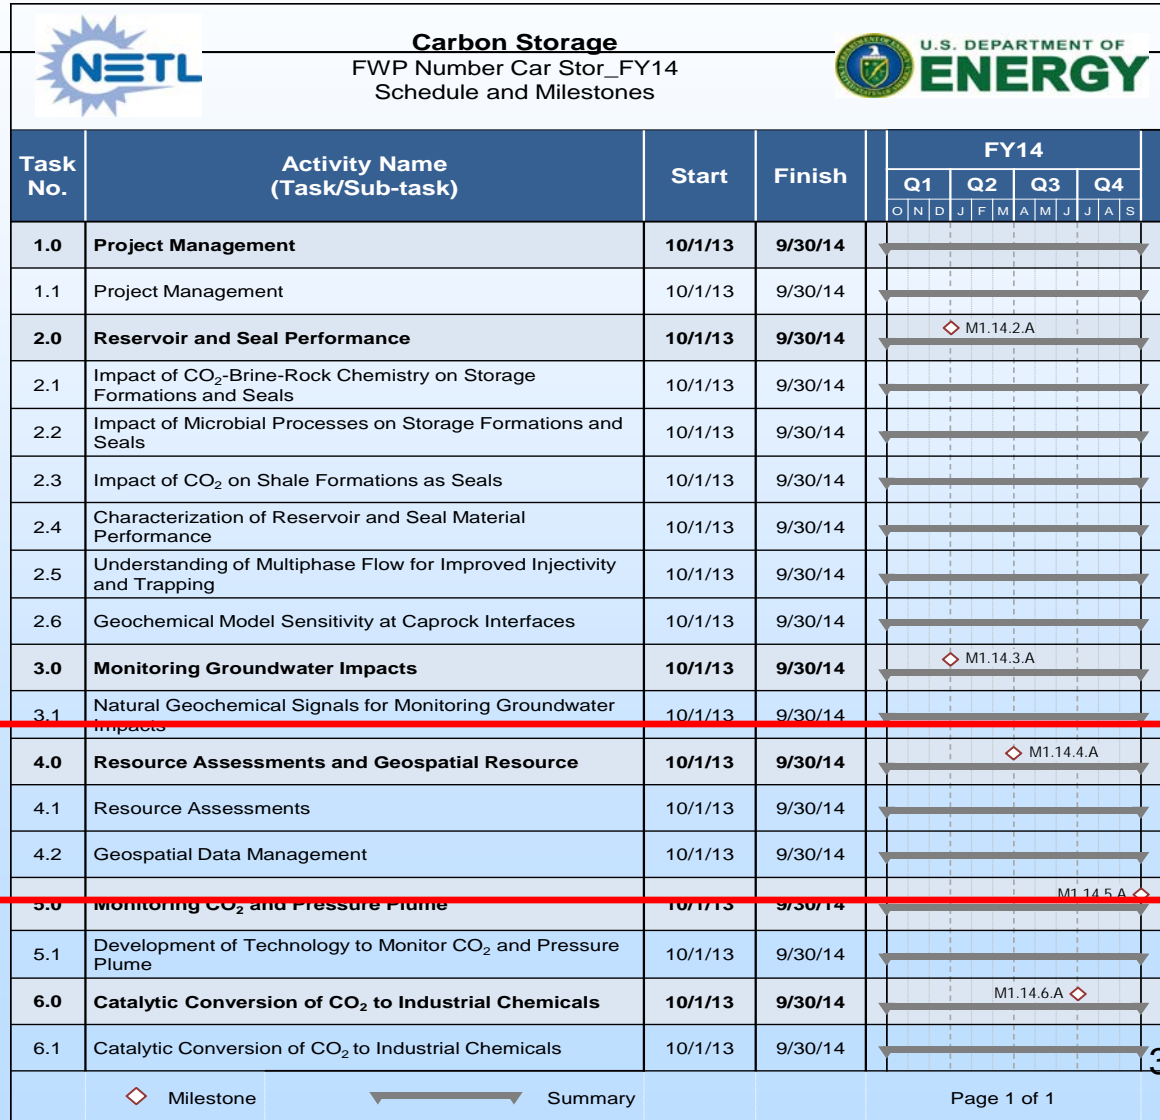 NETL
Carbon Storage
FWP Number Car Stor_FY14
Schedule and Milestones
U.S. DEPARTMENT OF
ENERGY
Task No. Activity Name (Task/Sub-task) Start Finish FY14
Q1 Q2 Q3 Q4
O N D J F M A M J J A S
1.0 Project Management 10/1/13 9/30/14
1.1 Project Management 10/1/13 9/30/14
2.0 Reservoir and Seal Performance 10/1/13 9/30/14 M1.14.2.A
2.1 Impact of CO₂-Brine-Rock Chemistry on Storage
Formations and Seals 10/1/13 9/30/14
2.2 Impact of Microbial Processes on Storage Formations and
Seals 10/1/13 9/30/14
2.3 Impact of CO₂ on Shale Formations as Seals 10/1/13 9/30/14
2.4 Characterization of Reservoir and Seal Material
Performance 10/1/13 9/30/14
2.5 Understanding of Multiphase Flow for Improved Injectivity
and Trapping 10/1/13 9/30/14
2.6 Geochemical Model Sensitivity at Caprock Interfaces 10/1/13 9/30/14
3.0 Monitoring Groundwater Impacts 10/1/13 9/30/14 M1.14.3.A
3.1 Natural Geochemical Signals for Monitoring Groundwater
Impacts 10/1/13 9/30/14
4.0 Resource Assessments and Geospatial Resource 10/1/13 9/30/14 M1.14.4.A
4.1 Resource Assessments 10/1/13 9/30/14
4.2 Geospatial Data Management 10/1/13 9/30/14
5.0 Monitoring CO₂ and Pressure Plume 10/1/13 9/30/14 M1.14.5.A
5.1 Development of Technology to Monitor CO₂ and Pressure
Plume 10/1/13 9/30/14
6.0 Catalytic Conversion of CO₂ to Industrial Chemicals 10/1/13 9/30/14 M1.14.6.A
6.1 Catalytic Conversion of CO₂ to Industrial Chemicals 10/1/13 9/30/14
3
Milestone Summary Page 1 of 1